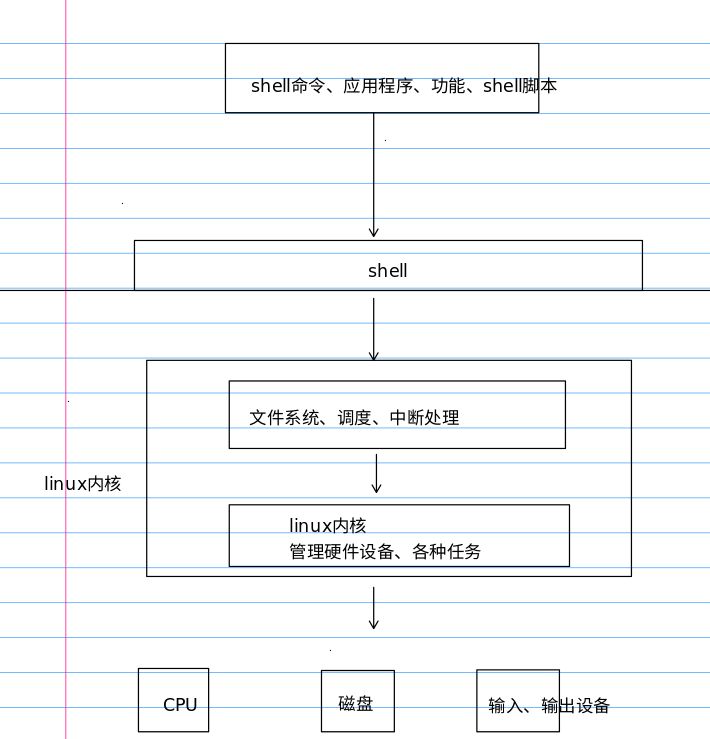 shell命令、应用程序、功能、shell脚本
shell
文件系统、调度、中断处理
linux内核
linux内核
管理硬件设备、各种任务
CPU
磁盘
输入、输出设备